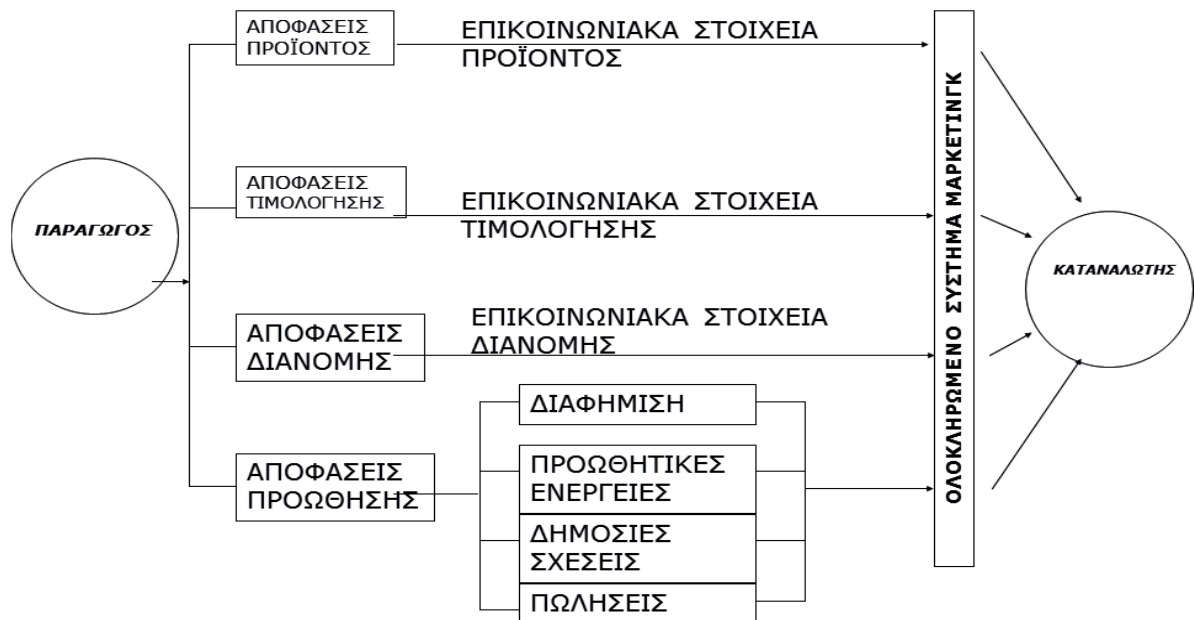 ΑΠΟΦΑΣΕΙΣ
ΠΡΟΪΟΝΤΟΣ
ΕΠΙΚΟΙΝΩΝΙΑΚΑ ΣΤΟΙΧΕΙΑ
ΠΡΟΪΟΝΤΟΣ
ΠΑΡΑΓΩΓΟΣ
ΑΠΟΦΑΣΕΙΣ
ΤΙΜΟΛΟΓΗΣΗΣ
ΕΠΙΚΟΙΝΩΝΙΑΚΑ ΣΤΟΙΧΕΙΑ
ΤΙΜΟΛΟΓΗΣΗΣ
ΑΠΟΦΑΣΕΙΣ
ΔΙΑΝΟΜΗΣ
ΕΠΙΚΟΙΝΩΝΙΑΚΑ ΣΤΟΙΧΕΙΑ
ΔΙΑΝΟΜΗΣ
ΑΠΟΦΑΣΕΙΣ
ΠΡΟΩΘΗΣΗΣ
ΔΙΑΦΗΜΙΣΗ
ΠΡΟΩΘΗΤΙΚΕΣ
ΕΝΕΡΓΕΙΕΣ
ΔΗΜΟΣΙΕΣ
ΣΧΕΣΕΙΣ
ΠΩΛΗΣΕΙΣ
ΟΛΟΚΛΗΡΩΜΕΝΟ ΣΥΣΤΗΜΑ ΜΑΡΚΕΤΙΝΓΚ
ΚΑΤΑΝΑΛΩΤΗΣ